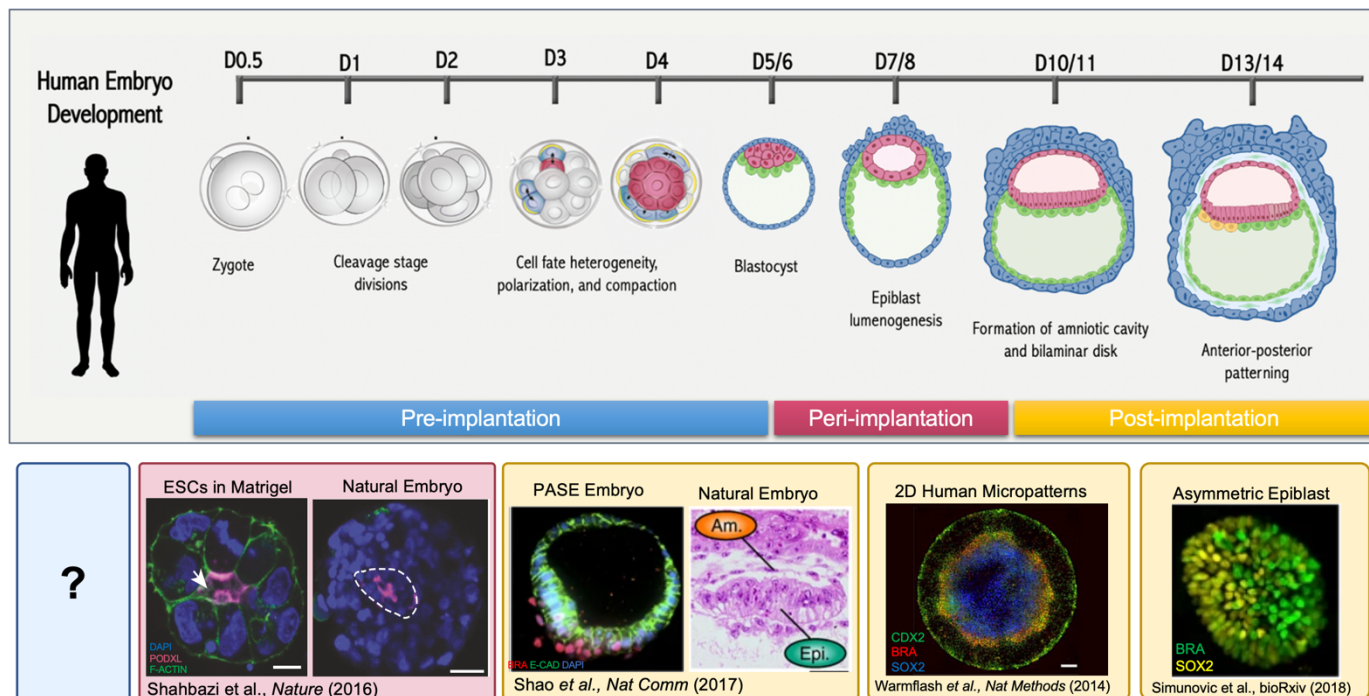 D0.5 D1 D2 D3 D4 D5/6 D7/8 D10/11 D13/14
Human Embryo
Development
Zygote
Cleavage stage
divisions
Cell fate heterogeneity,
polarization, and compaction
Blastocyst
Epiblast
lumenogenesis
Formation of amniotic cavity
and bilaminar disk
Anterior-posterior
patterning
Pre-implantation
Peri-implantation
Post-implantation
?
ESCs in Matrigel
Natural Embryo
DAPI
PODXL
F-ACTIN
Shahbazi et al., Nature (2016)
PASE Embryo
Natural Embryo
BRA E-CAD DAPI
Am.
Epi.
Shao et al., Nat Comm (2017)
2D Human Micropatterns
CDX2
BRA
SOX2
Warmflash et al., Nat Methods (2014)
Asymmetric Epiblast
BRA
SOX2
Simunovic et al., bioRxiv (2018)